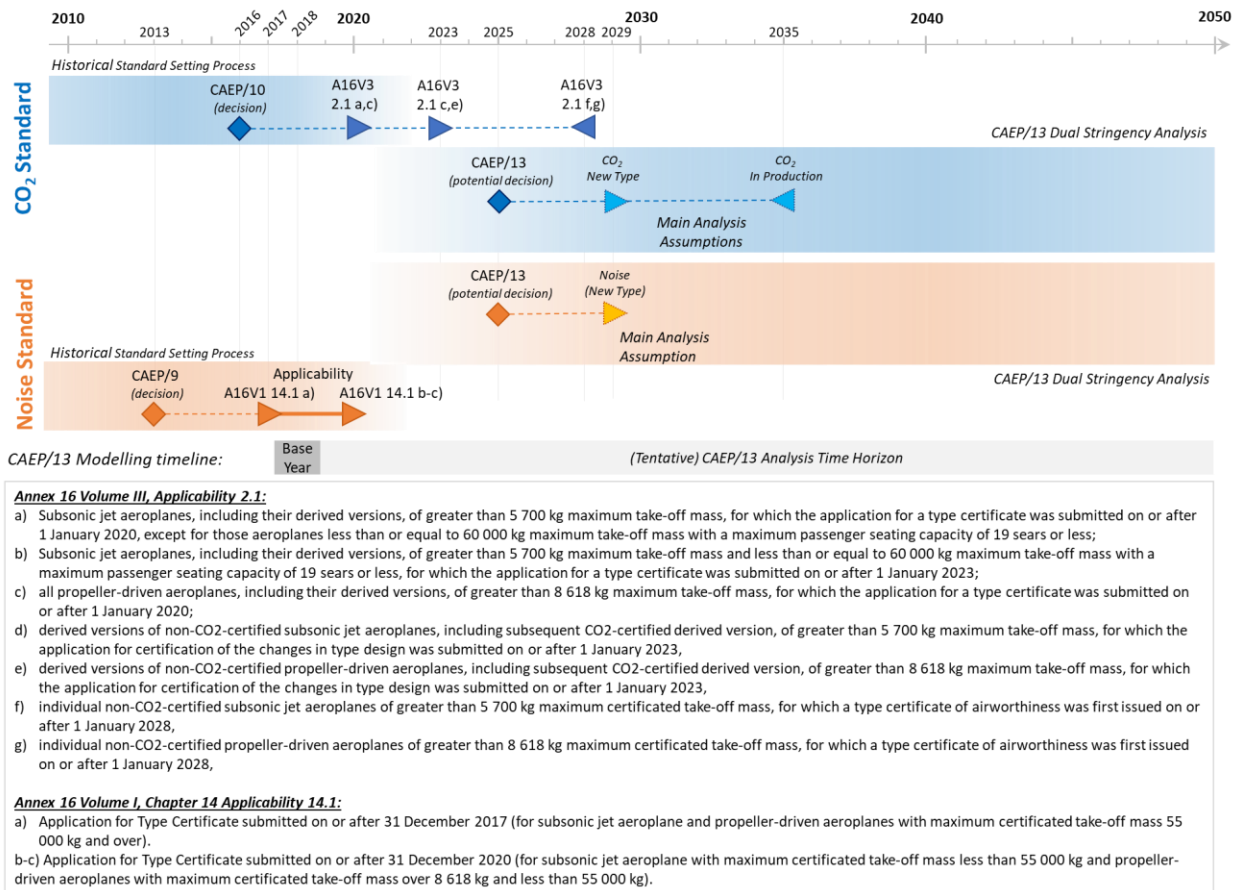 2010 2013 2016 2017 2018 2020 2023 2025 2028 2029 2030 2035 2040 2050
Historical Standard Setting Process
CO2 Standard
CAEP/10
(decision)
A16V3
2.1 a,c)
A16V3
2.1 c,e)
A16V3
2.1 f,g)
CAEP/13 Dual Stringency Analysis
CAEP/13
(potential decision)
CO2
New Type
CO2
In Production
Main Analysis
Assumptions
Noise Standard
CAEP/13
(potential decision)
Noise
(New Type)
Main Analysis
Assumption
Historical Standard Setting Process
CAEP/13 Dual Stringency Analysis
CAEP/9
(decision)
Applicability
A16V1 14.1 a)
A16V1 14.1 b-c)
CAEP/13 Modelling timeline:
Base
Year
(Tentative) CAEP/13 Analysis Time Horizon
Annex 16 Volume III, Applicability 2.1:
a) Subsonic jet aeroplanes, including their derived versions, of greater than 5 700 kg maximum take-off mass, for which the application for a type certificate was submitted on or after
1 January 2020, except for those aeroplanes less than or equal to 60 000 kg maximum take-off mass with a maximum passenger seating capacity of 19 sears or less;
b) Subsonic jet aeroplanes, including their derived versions, of greater than 5 700 kg maximum take-off mass and less than or equal to 60 000 kg maximum take-off mass with a
maximum passenger seating capacity of 19 sears or less, for which the application for a type certificate was submitted on or after 1 January 2023;
c) all propeller-driven aeroplanes, including their derived versions, of greater than 8 618 kg maximum take-off mass, for which the application for a type certificate was submitted on
or after 1 January 2020;
d) derived versions of non-CO2-certified subsonic jet aeroplanes, including subsequent CO2-certified derived version, of greater than 5 700 kg maximum take-off mass, for which the
application for certification of the changes in type design was submitted on or after 1 January 2023,
e) derived versions of non-CO2-certified propeller-driven aeroplanes, including subsequent CO2-certified derived version, of greater than 8 618 kg maximum take-off mass, for which
the application for certification of the changes in type design was submitted on or after 1 January 2023,
f) individual non-CO2-certified subsonic jet aeroplanes of greater than 5 700 kg maximum certificated take-off mass, for which a type certificate of airworthiness was first issued on or
after 1 January 2028,
g) individual non-CO2-certified propeller-driven aeroplanes of greater than 8 618 kg maximum certificated take-off mass, for which a type certificate of airworthiness was first issued
on or after 1 January 2028,
Annex 16 Volume I, Chapter 14 Applicability 14.1:
a) Application for Type Certificate submitted on or after 31 December 2017 (for subsonic jet aeroplane and propeller-driven aeroplanes with maximum certificated take-off mass 55
000 kg and over).
b-c) Application for Type Certificate submitted on or after 31 December 2020 (for subsonic jet aeroplane with maximum certificated take-off mass less than 55 000 kg and propeller-
driven aeroplanes with maximum certificated take-off mass over 8 618 kg and less than 55 000 kg).